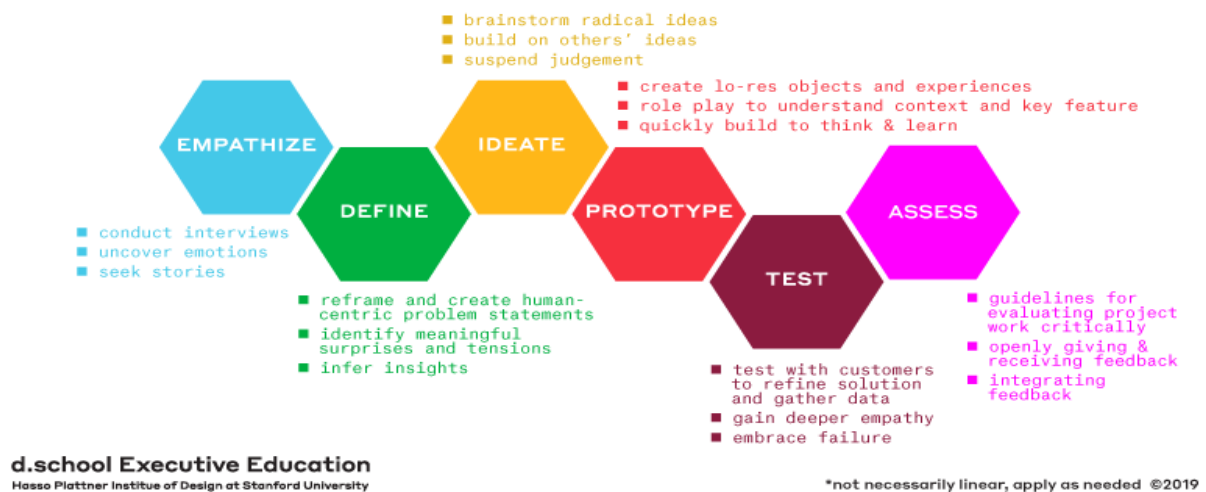 EMPATHIZE
■ conduct interviews
■ uncover emotions
■ seek stories
DEFINE
■ reframe and create human-
centric problem statements
■ identify meaningful
surprises and tensions
■ infer insights
■ brainstorm radical ideas
■ build on others' ideas
■ suspend judgement
IDEATE
■ create lo-res objects and experiences
■ role play to understand context and key feature
■ quickly build to think & learn
PROTOTYPE
TEST
■ test with customers
to refine solution
and gather data
■ gain deeper empathy
■ embrace failure
ASSESS
■ guidelines for
evaluating project
work critically
■ openly giving &
receiving feedback
■ integrating
feedback
d.school Executive Education
Hasso Plattner Institue of Design at Stanford University
*not necessarily linear, apply as needed ©2019